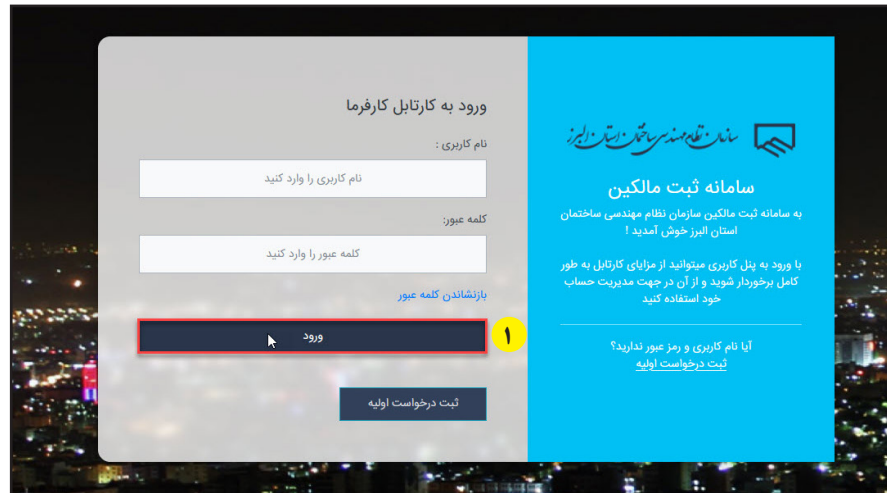 سازمان نظام مهندسی ساختمان استان البرز
سامانه ثبت مالکین
به سامانه ثبت مالکین سازمان نظام مهندسی ساختمان
استان البرز خوش آمدید !
با ورود به پنل کاربری میتوانید از مزایای کارتابل به طور
کامل برخوردار شوید و از آن در جهت مدیریت حساب
خود استفاده کنید
آیا نام کاربری و رمز عبور ندارید؟
ثبت درخواست اولیه
ورود به کارتابل کارفرما
نام کاربری :
نام کاربری را وارد کنید
کلمه عبور:
کلمه عبور را وارد کنید
بازنشاندن کلمه عبور
ورود
۱
ثبت درخواست اولیه